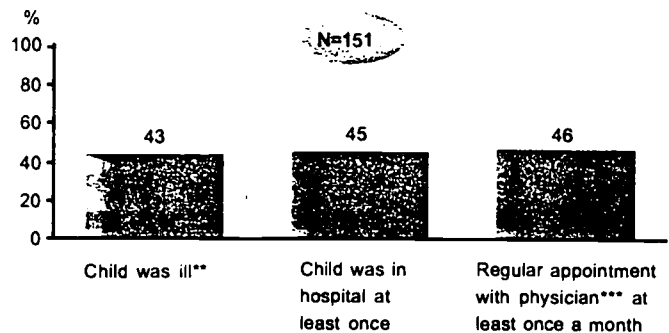 %
N=151
100
80
60
40
20
0
43
45
46
Child was ill**
Child was in
hospital at
least once
Regular appointment
with physician*** at
least once a month